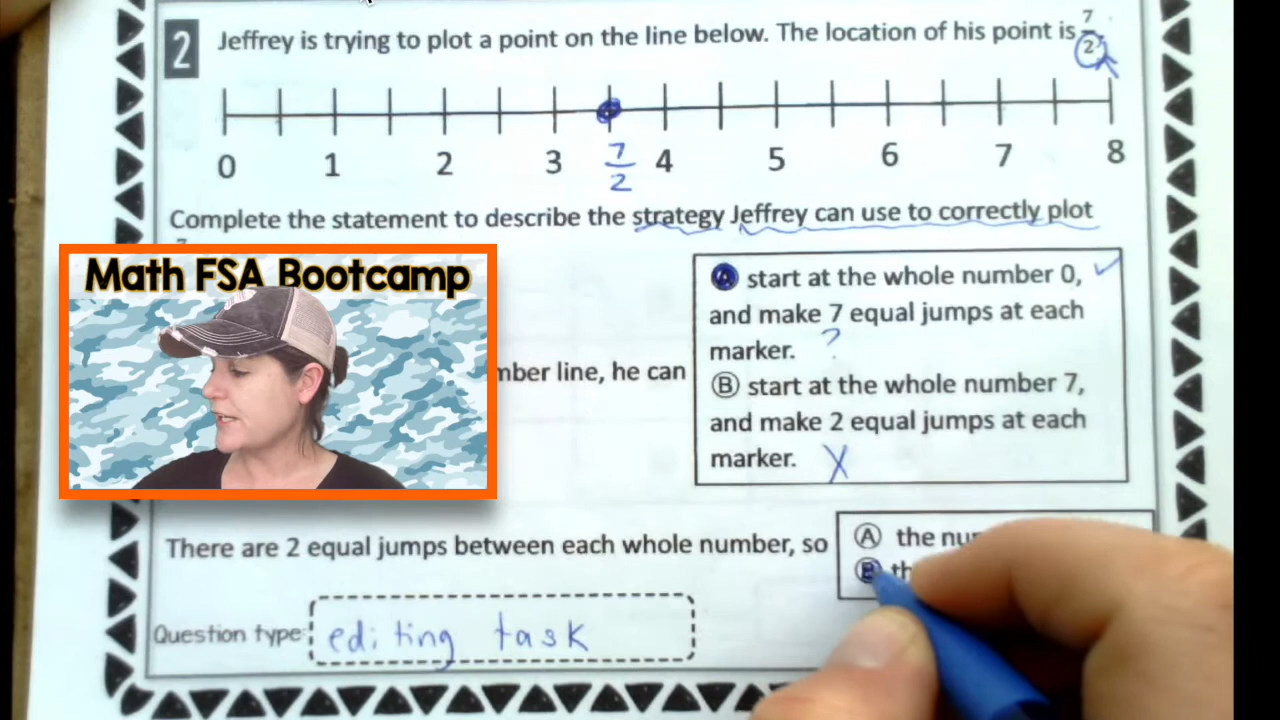 2 Jeffrey is trying to plot a point on the line below. The location of his point is 7/2.
0 1 2 3 7/2 4 5 6 7 8
Complete the statement to describe the strategy Jeffrey can use to correctly plot
Math FSA Bootcamp
A start at the whole number 0,
and make 7 equal jumps at each
marker. ?
mber line, he can
B start at the whole number 7,
and make 2 equal jumps at each
marker. X
There are 2 equal jumps between each whole number, so
A the
B
Question type: editing task